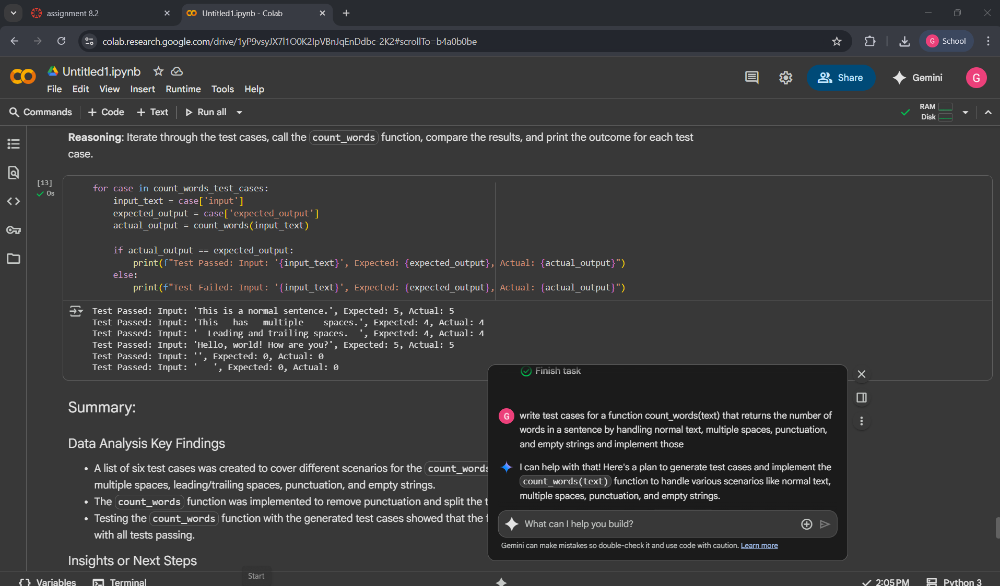 assignment 8.2
Untitled1.ipynb - Colab
colab.research.google.com/drive/1yP9vsyJX7l1O0K2IpVBnJqEnDdbc-2K2#scrollTo=b4a0b0be
G School
Untitled1.ipynb
File Edit View Insert Runtime Tools Help
Share
Gemini
G
Commands + Code + Text Run all
RAM
Disk
Reasoning: Iterate through the test cases, call the count_words function, compare the results, and print the outcome for each test
case.
[13]
0s
for case in count_words_test_cases:
    input_text = case['input']
    expected_output = case['expected_output']
    actual_output = count_words(input_text)
    if actual_output == expected_output:
        print(f"Test Passed: Input: '{input_text}', Expected: {expected_output}, Actual: {actual_output}")
    else:
        print(f"Test Failed: Input: '{input_text}', Expected: {expected_output}, Actual: {actual_output}")
Test Passed: Input: 'This is a normal sentence.', Expected: 5, Actual: 5
Test Passed: Input: 'This   has   multiple    spaces.', Expected: 4, Actual: 4
Test Passed: Input: '  Leading and trailing spaces.  ', Expected: 4, Actual: 4
Test Passed: Input: 'Hello, world! How are you?', Expected: 5, Actual: 5
Test Passed: Input: '', Expected: 0, Actual: 0
Test Passed: Input: '   ', Expected: 0, Actual: 0
Summary:
Data Analysis Key Findings
• A list of six test cases was created to cover different scenarios for the count_words
multiple spaces, leading/trailing spaces, punctuation, and empty strings.
• The count_words function was implemented to remove punctuation and split the t
• Testing the count_words function with the generated test cases showed that the f
with all tests passing.
Insights or Next Steps
Finish task
G
write test cases for a function count_words(text) that returns the number of
words in a sentence by handling normal text, multiple spaces, punctuation,
and empty strings and implement those
I can help with that! Here's a plan to generate test cases and implement the
count_words(text) function to handle various scenarios like normal text,
multiple spaces, punctuation, and empty strings.
What can I help you build?
Gemini can make mistakes so double-check it and use code with caution. Learn more
Start
{} Variables
Terminal
2:05 PM
Python 3